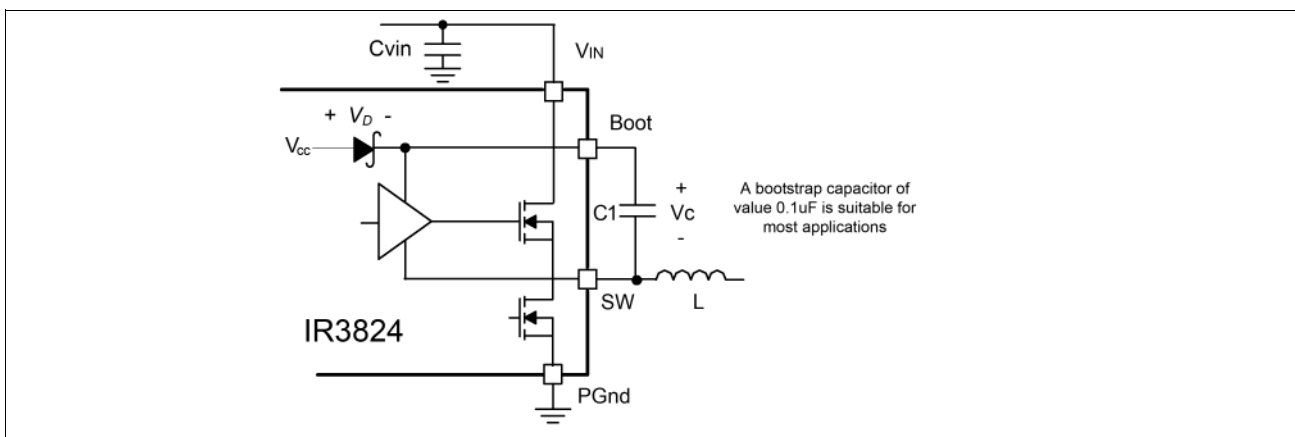 Cvin
VIN
+ VD -
Boot
Vcc
+
C1
Vc
-
A bootstrap capacitor of
value 0.1uF is suitable for
most applications
SW
L
IR3824
PGnd